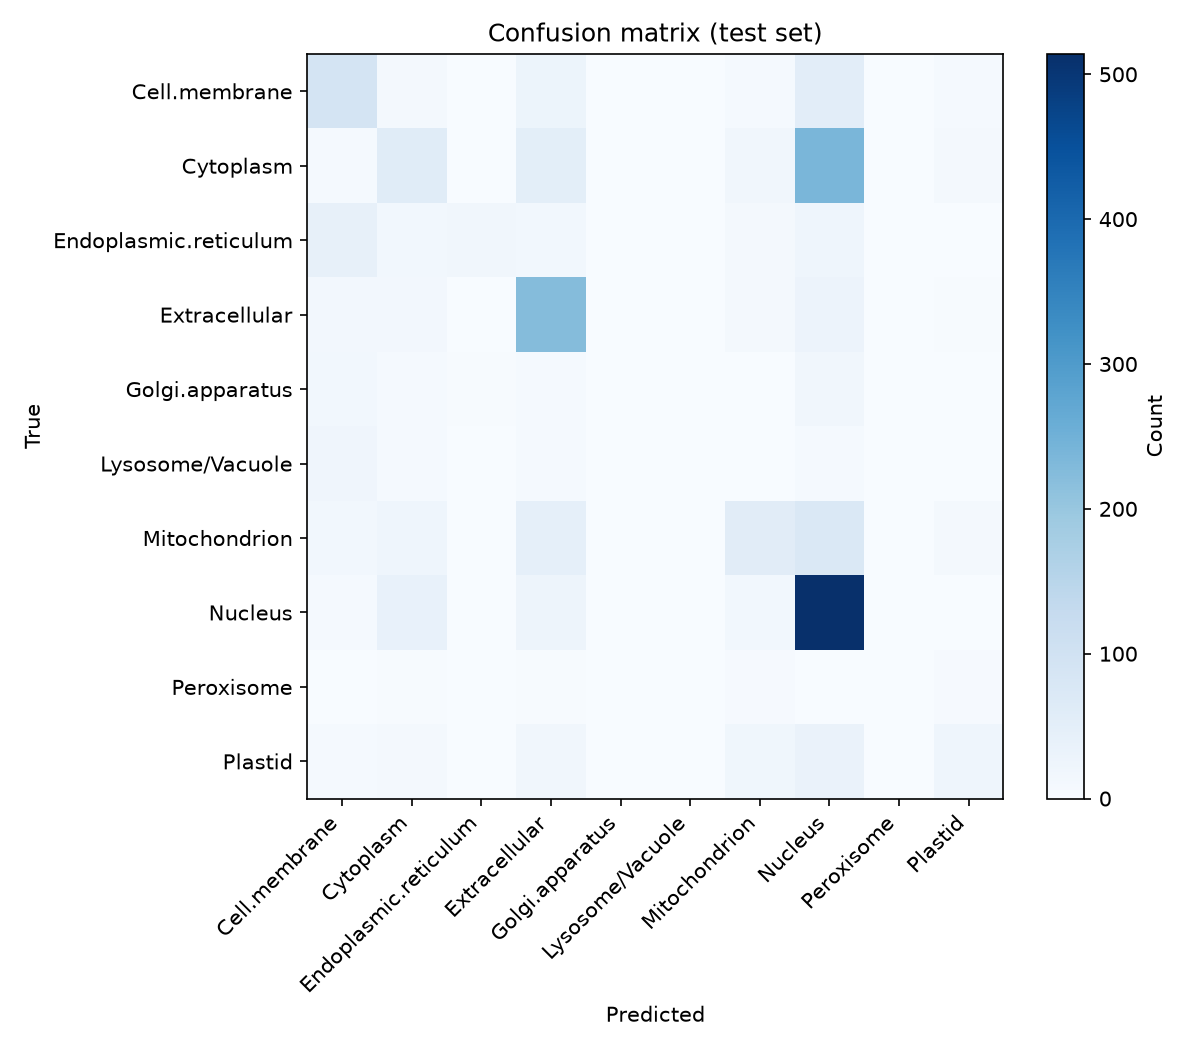 Confusion matrix (test set)
Cell.membrane
Cytoplasm
Endoplasmic.reticulum
Extracellular
Golgi.apparatus
Lysosome/Vacuole
Mitochondrion
Nucleus
Peroxisome
Plastid
True
Cell.membrane
Cytoplasm
Endoplasmic.reticulum
Extracellular
Golgi.apparatus
Lysosome/Vacuole
Mitochondrion
Nucleus
Peroxisome
Plastid
Predicted
500
400
300
200
100
0
Count